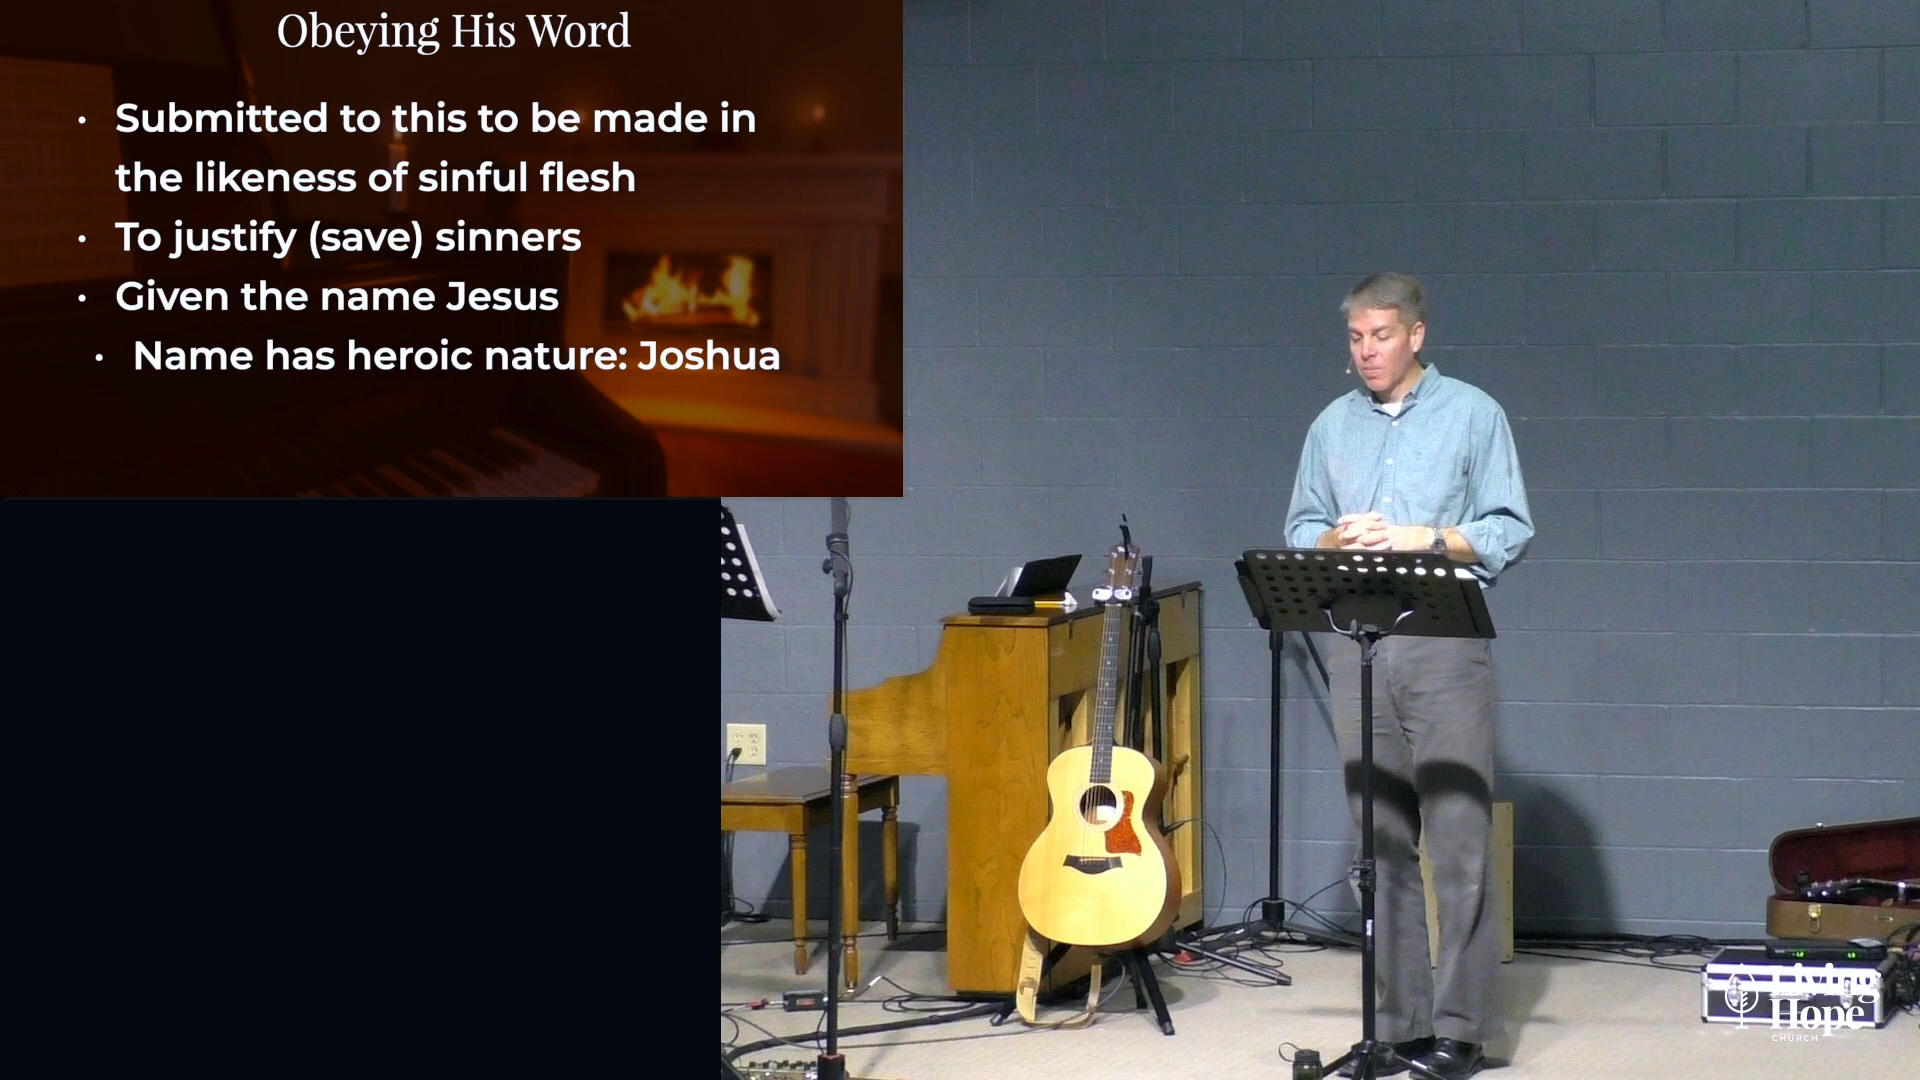 Obeying His Word
• Submitted to this to be made in
the likeness of sinful flesh
• To justify (save) sinners
• Given the name Jesus
• Name has heroic nature: Joshua
Living
Hope
CHURCH